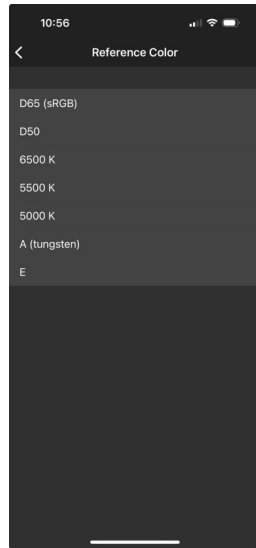 10:56
Reference Color
D65 (sRGB)
D50
6500 K
5500 K
5000 K
A (tungsten)
E